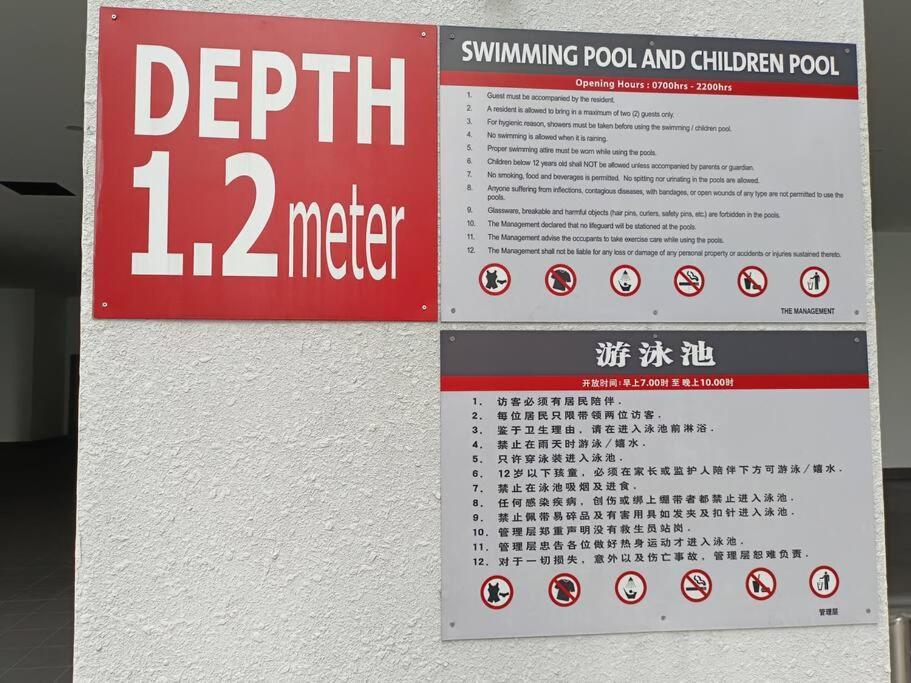 DEPTH
1.2 meter
SWIMMING POOL AND CHILDREN POOL
Opening Hours : 0700hrs - 2200hrs
1. Guest must be accompanied by the resident.
2. A resident is allowed to bring in a maximum of two (2) guests only.
3. For hygienic reason, showers must be taken before using the swimming / children pool.
4. No swimming is allowed when it is raining.
5. Proper swimming attire must be worn while using the pools.
6. Children below 12 years old shall NOT be allowed unless accompanied by parents or guardian.
7. No smoking, food and beverages is permitted. No spitting nor urinating in the pools are allowed.
8. Anyone suffering from inflections, contagious diseases, with bandages, or open wounds of any type are not permitted to use the
pools.
9. Glassware, breakable and harmful objects (hair pins, curlers, safety pins, etc.) are forbidden in the pools.
10. The Management declared that no lifeguard will be stationed at the pools.
11. The Management advise the occupants to take exercise care while using the pools.
12. The Management shall not be liable for any loss or damage of any personal property or accidents or injuries sustained thereto.
THE MANAGEMENT
游泳池
开放时间:早上7.00时 至 晚上10.00时
1. 访客必须有居民陪伴.
2. 每位居民只限带领两位访客.
3. 鉴于卫生理由, 请在进入泳池前淋浴.
4. 禁止在雨天时游泳/嬉水.
5. 只许穿泳装进入泳池.
6. 12岁以下孩童, 必须在家长或监护人陪伴下方可游泳/嬉水.
7. 禁止在泳池吸烟及进食.
8. 任何感染疾病, 创伤或绑上绷带者都禁止进入泳池.
9. 禁止佩带易碎品及有害用具如发夹及扣针进入泳池.
10. 管理层郑重声明没有救生员站岗.
11. 管理层忠告各位做好热身运动才进入泳池.
12. 对于一切损失, 意外以及伤亡事故, 管理层恕难负责.
管理层